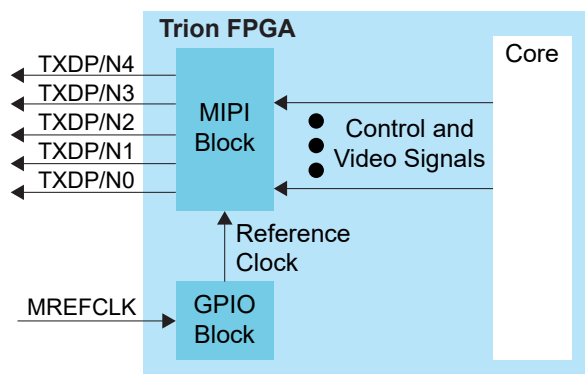 Trion FPGA
TXDP/N4
TXDP/N3
TXDP/N2
TXDP/N1
TXDP/N0
MIPI
Block
Core
Control and
Video Signals
Reference
Clock
MREFCLK
GPIO
Block